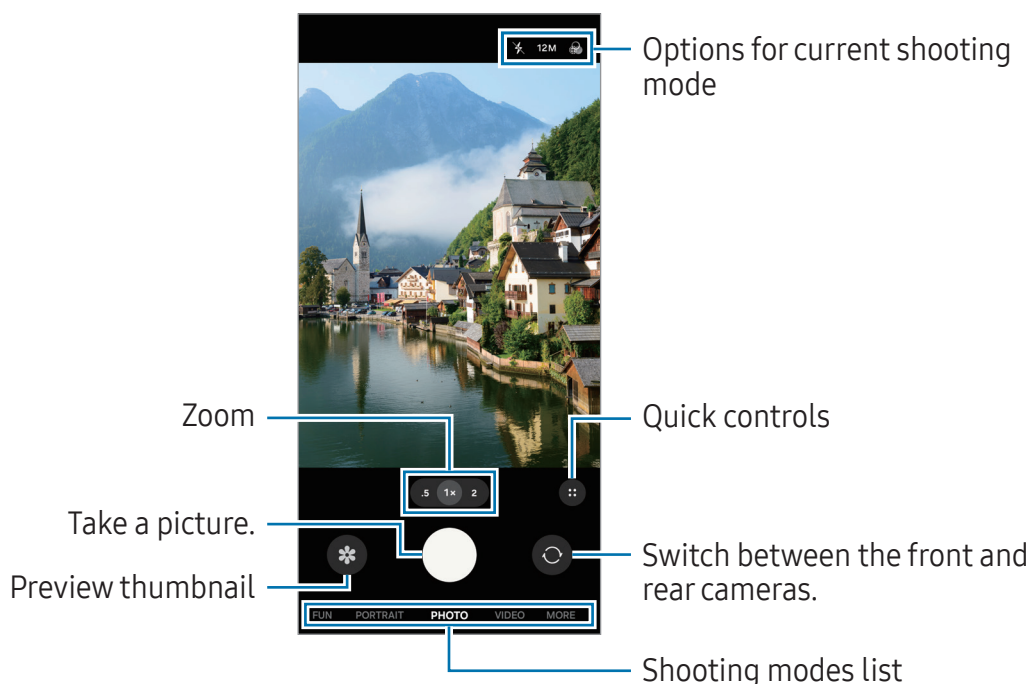 12M
Options for current shooting
mode
Zoom
Quick controls
.5 1× 2
Take a picture.
Switch between the front and
rear cameras.
Preview thumbnail
FUN PORTRAIT PHOTO VIDEO MORE
Shooting modes list